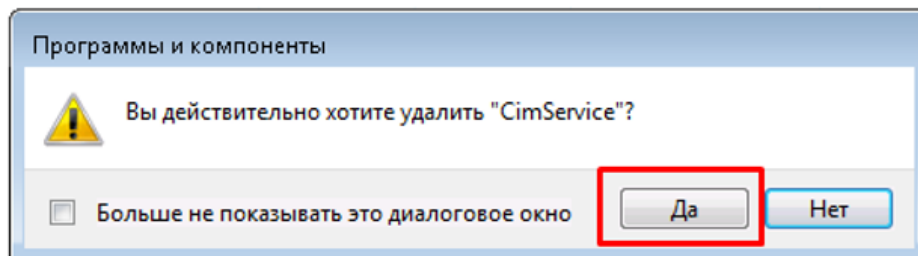 Программы и компоненты
Вы действительно хотите удалить "CimService"?
Больше не показывать это диалоговое окно
Да
Нет